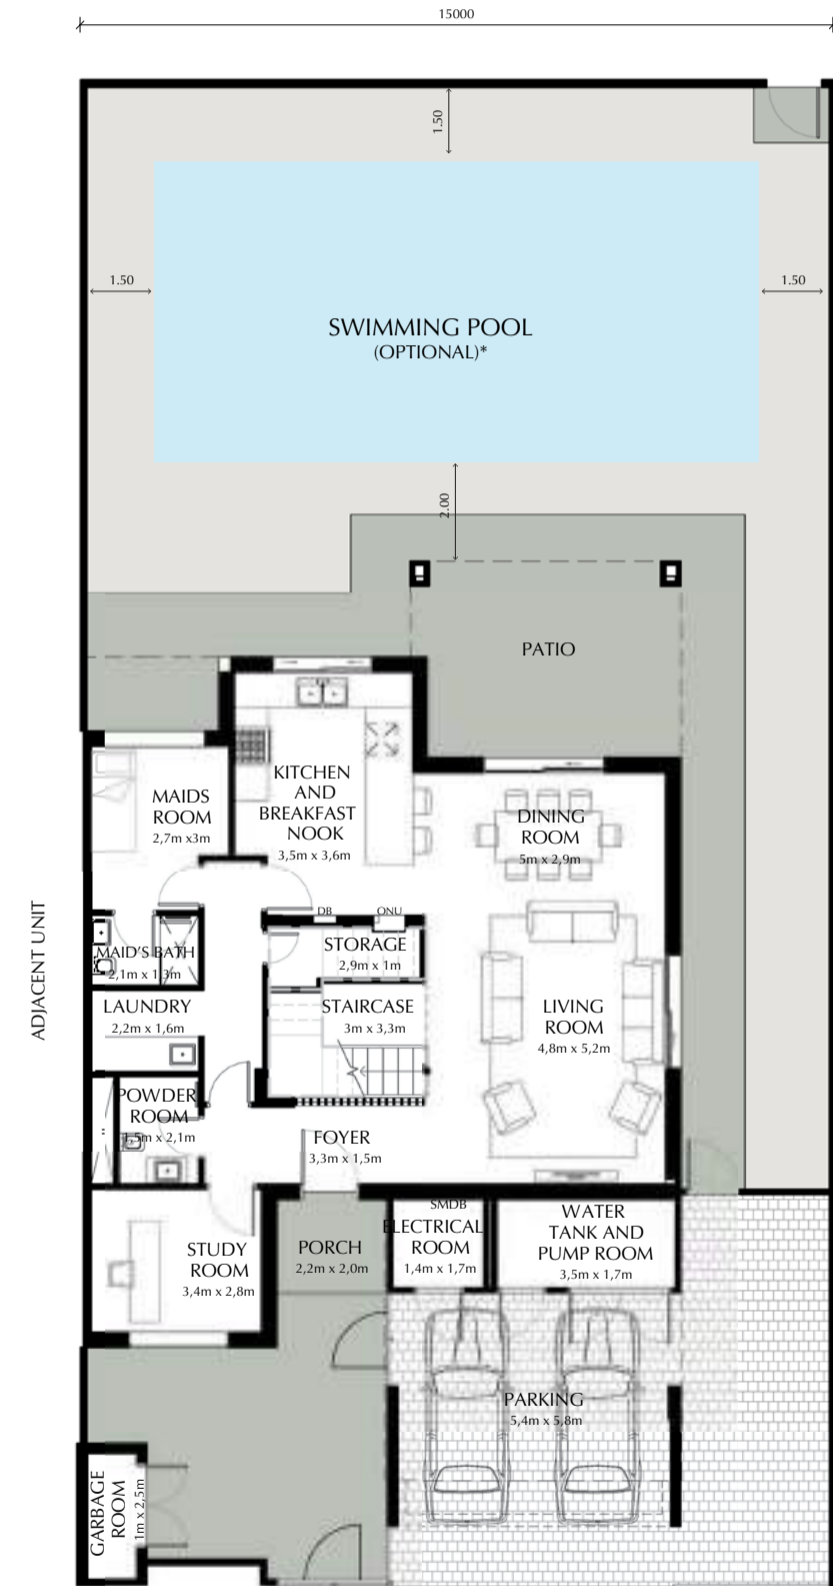 15000
1.50
1.50
1.50
SWIMMING POOL
(OPTIONAL)*
2.00
PATIO
KITCHEN
AND
BREAKFAST
NOOK
3,5m x 3,6m
MAIDS
ROOM
2,7m x3m
DINING
ROOM
5m x 2,9m
DB
ONU
STORAGE
2,9m x 1m
MAID'S BATH
2,1m x 1,3m
ADJACENT UNIT
LAUNDRY
2,2m x 1,6m
STAIRCASE
3m x 3,3m
LIVING
ROOM
4,8m x 5,2m
POWDER
ROOM
1,5m x 2,1m
FOYER
3,3m x 1,5m
SMDB
ELECTRICAL
ROOM
1,4m x 1,7m
WATER
TANK AND
PUMP ROOM
3,5m x 1,7m
STUDY
ROOM
3,4m x 2,8m
PORCH
2,2m x 2,0m
PARKING
5,4m x 5,8m
GARBAGE
ROOM
1m x 2,5m